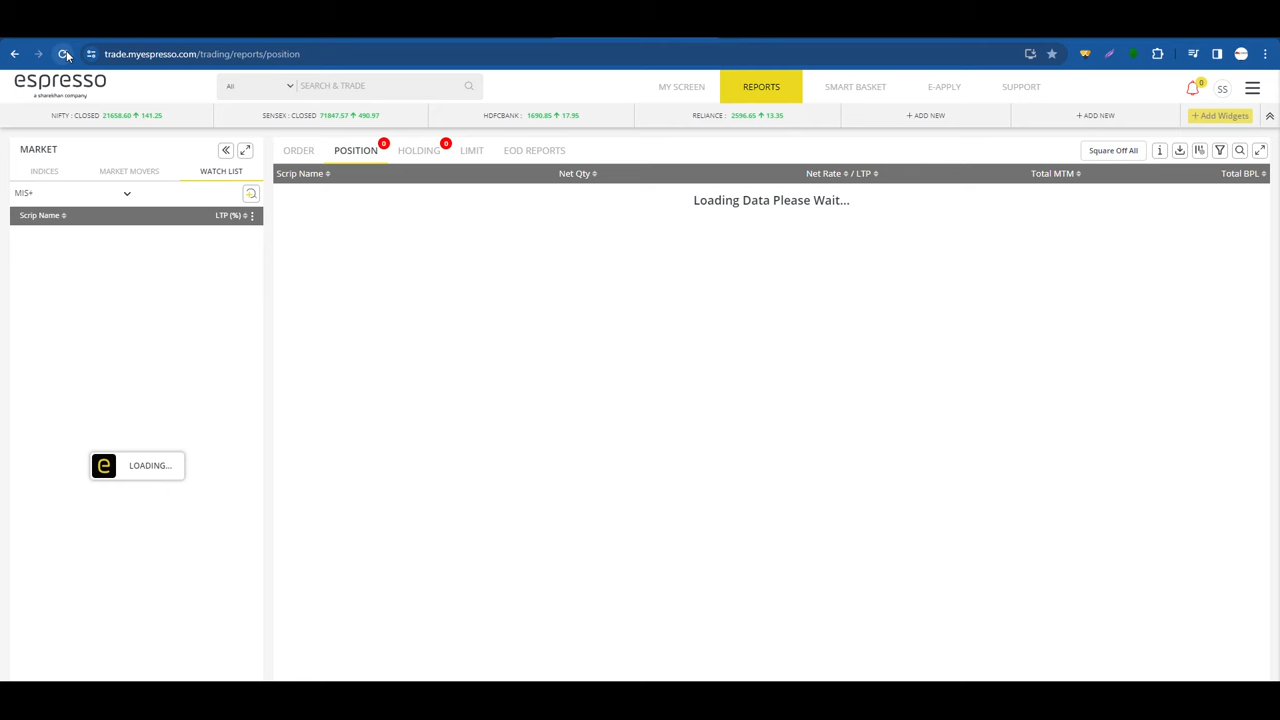 trade.myespresso.com/trading/reports/position
espresso
a sharekhan company
All
SEARCH & TRADE
MY SCREEN
REPORTS
SMART BASKET
E-APPLY
SUPPORT
0
SS
NIFTY : CLOSED 21658.60 ↑ 141.25
SENSEX : CLOSED 71847.57 ↑ 490.97
HDFCBANK : 1690.85 ↑ 17.95
RELIANCE : 2596.65 ↑ 13.35
+ ADD NEW
+ ADD NEW
+ Add Widgets
MARKET
INDICES
MARKET MOVERS
WATCH LIST
MIS+
Scrip Name
LTP (%)
e
LOADING...
ORDER
POSITION
0
HOLDING
0
LIMIT
EOD REPORTS
Square Off All
Scrip Name
Net Qty
Net Rate / LTP
Total MTM
Total BPL
Loading Data Please Wait...